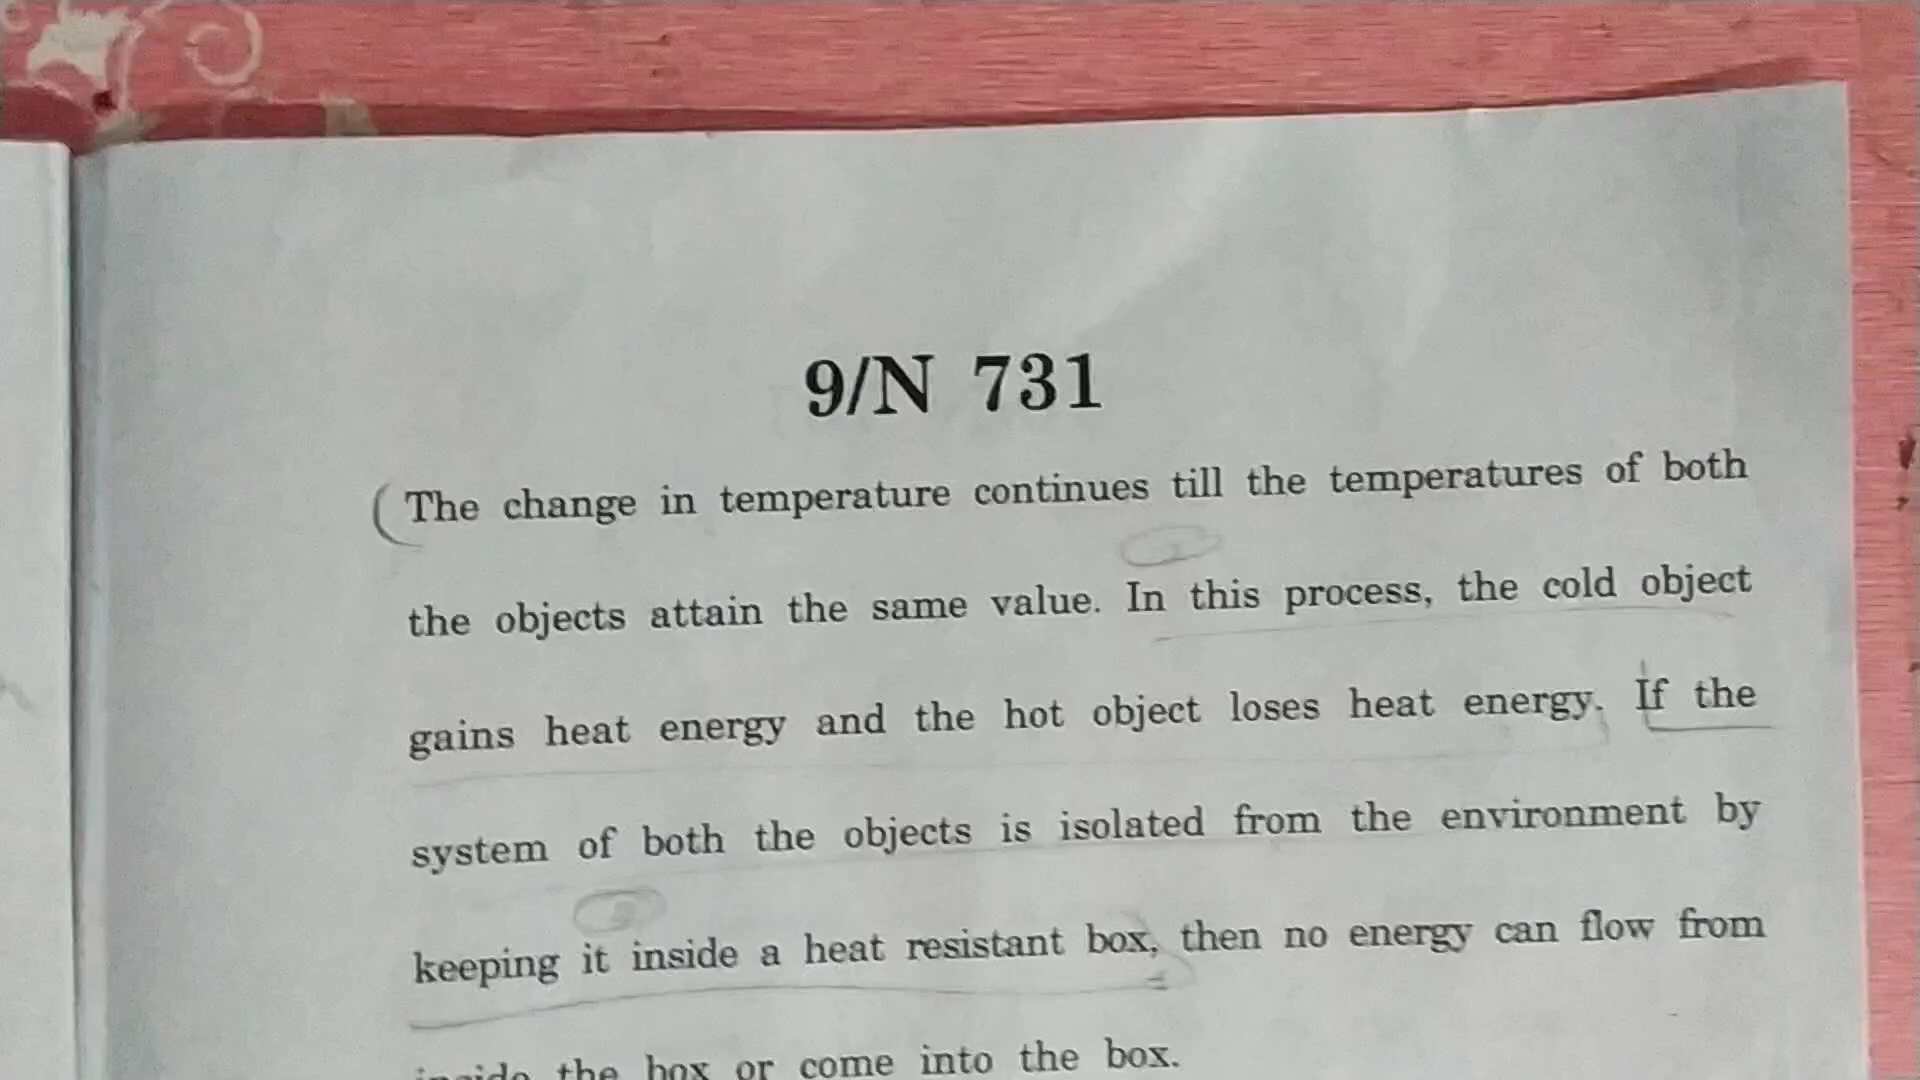 9/N 731
The change in temperature continues till the temperatures of both
the objects attain the same value. In this process, the cold object
gains heat energy and the hot object loses heat energy. If the
system of both the objects is isolated from the environment by
keeping it inside a heat resistant box, then no energy can flow from
inside the box or come into the box.